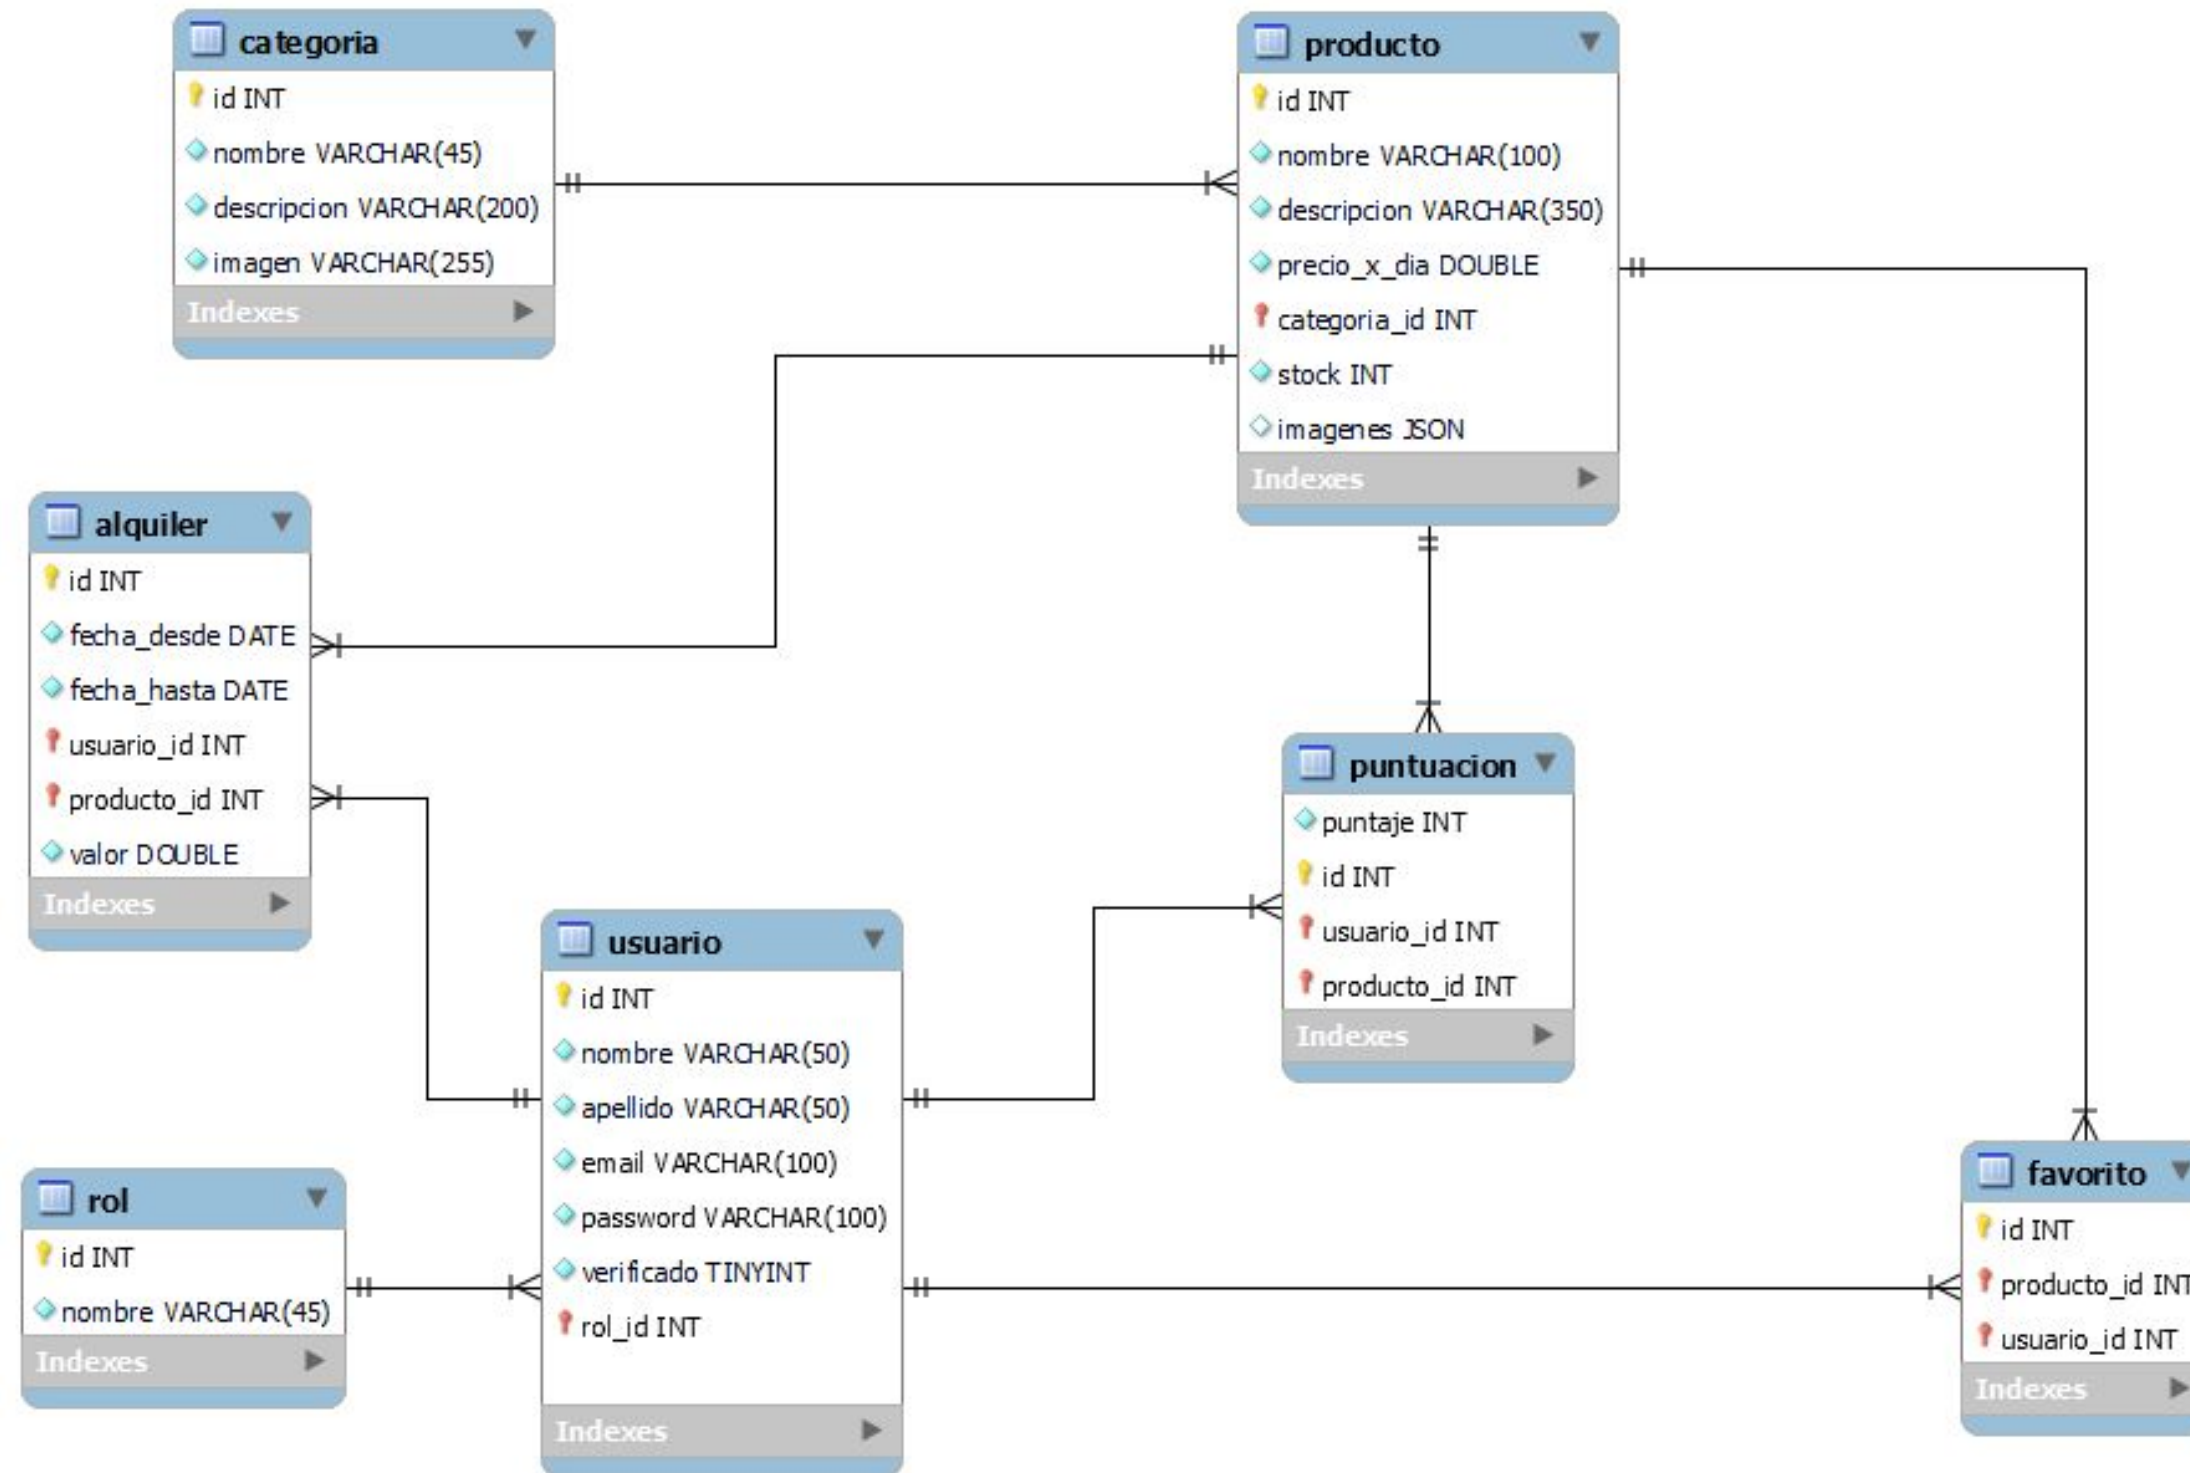 categoria
id INT
nombre VARCHAR(45)
descripcion VARCHAR(200)
imagen VARCHAR(255)
Indexes
producto
id INT
nombre VARCHAR(100)
descripcion VARCHAR(350)
precio_x_dia DOUBLE
categoria_id INT
stock INT
imagenes JSON
Indexes
alquiler
id INT
fecha_desde DATE
fecha_hasta DATE
usuario_id INT
producto_id INT
valor DOUBLE
Indexes
puntuacion
puntaje INT
id INT
usuario_id INT
producto_id INT
Indexes
usuario
id INT
nombre VARCHAR(50)
apellido VARCHAR(50)
email VARCHAR(100)
password VARCHAR(100)
verificado TINYINT
rol_id INT
Indexes
rol
id INT
nombre VARCHAR(45)
Indexes
favorito
id INT
producto_id INT
usuario_id INT
Indexes